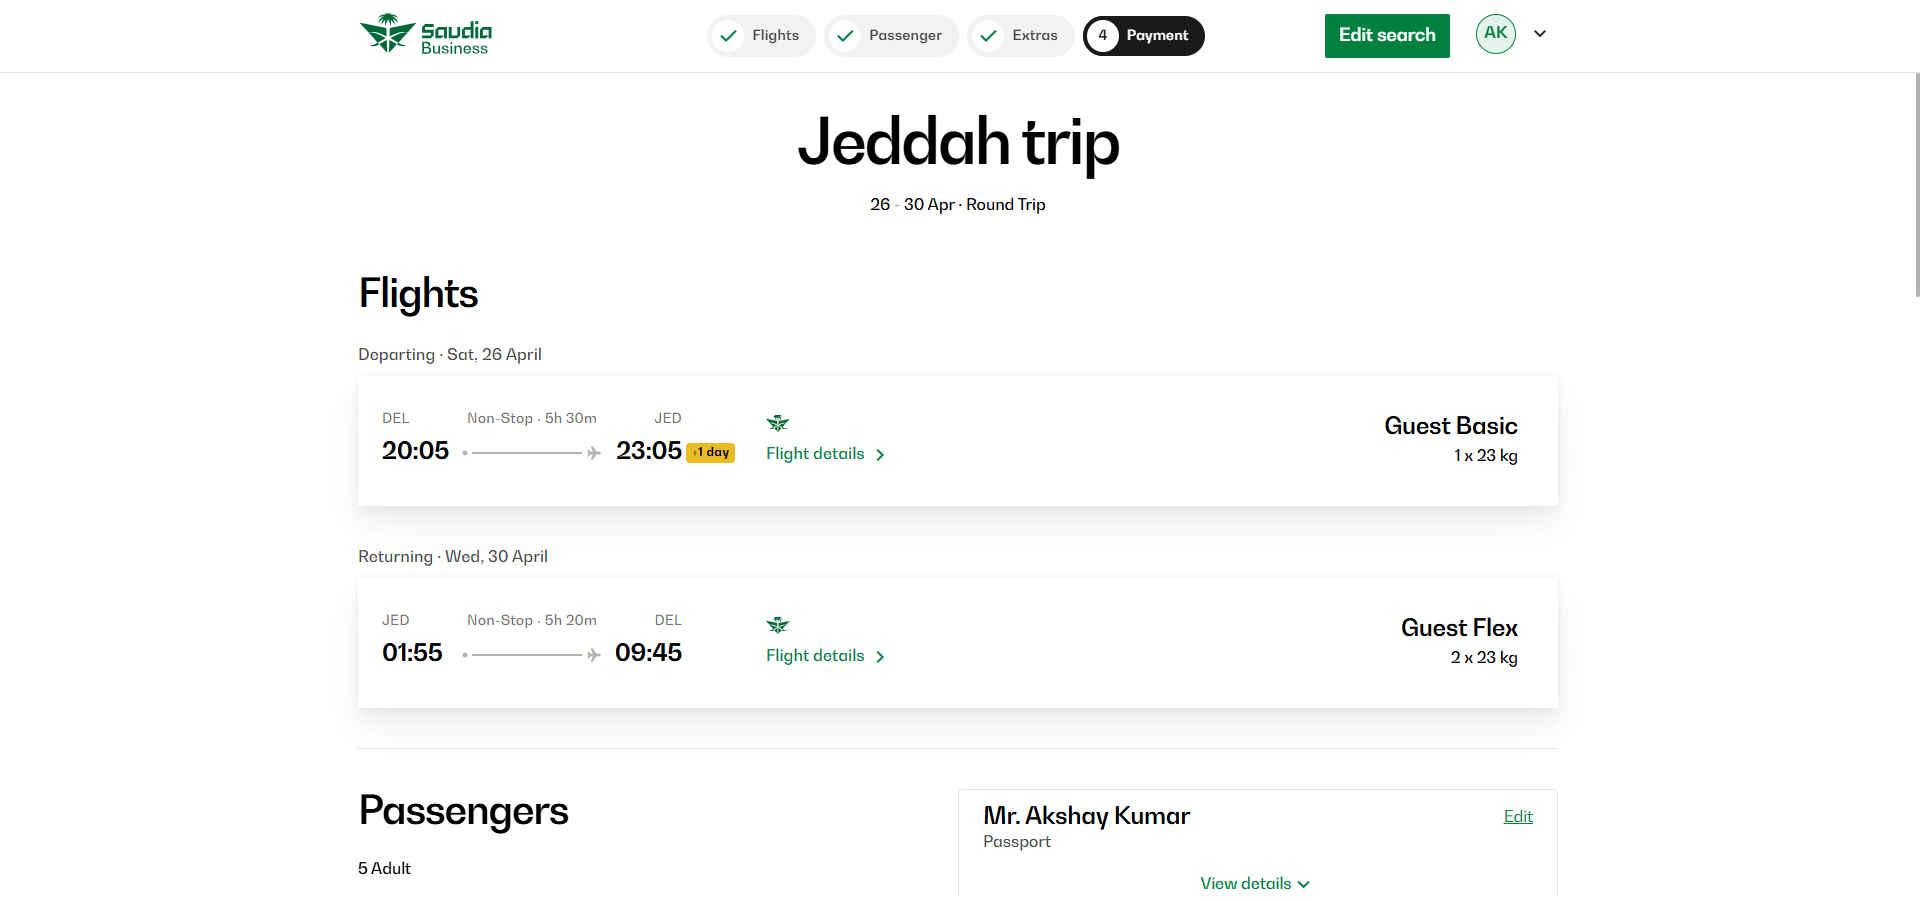 Saudia
Business
Flights
Passenger
Extras
4 Payment
Edit search
AK
Jeddah trip
26 - 30 Apr · Round Trip
Flights
Departing · Sat, 26 April
DEL Non-Stop · 5h 30m JED
20:05 23:05 +1 day
Flight details
Guest Basic
1 x 23 kg
Returning · Wed, 30 April
JED Non-Stop · 5h 20m DEL
01:55 09:45
Flight details
Guest Flex
2 x 23 kg
Passengers
5 Adult
Mr. Akshay Kumar Edit
Passport
View details